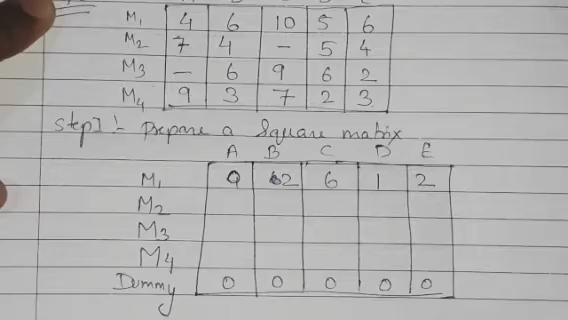 M1 4 6 10 5 6
M2 7 4 - 5 4
M3 - 6 9 6 2
M4 9 3 7 2 3
Step I :- Prepare a Square matrix
A B C D E
M1 0 2 6 1 2
M2
M3
M4
Dummy 0 0 0 0 0